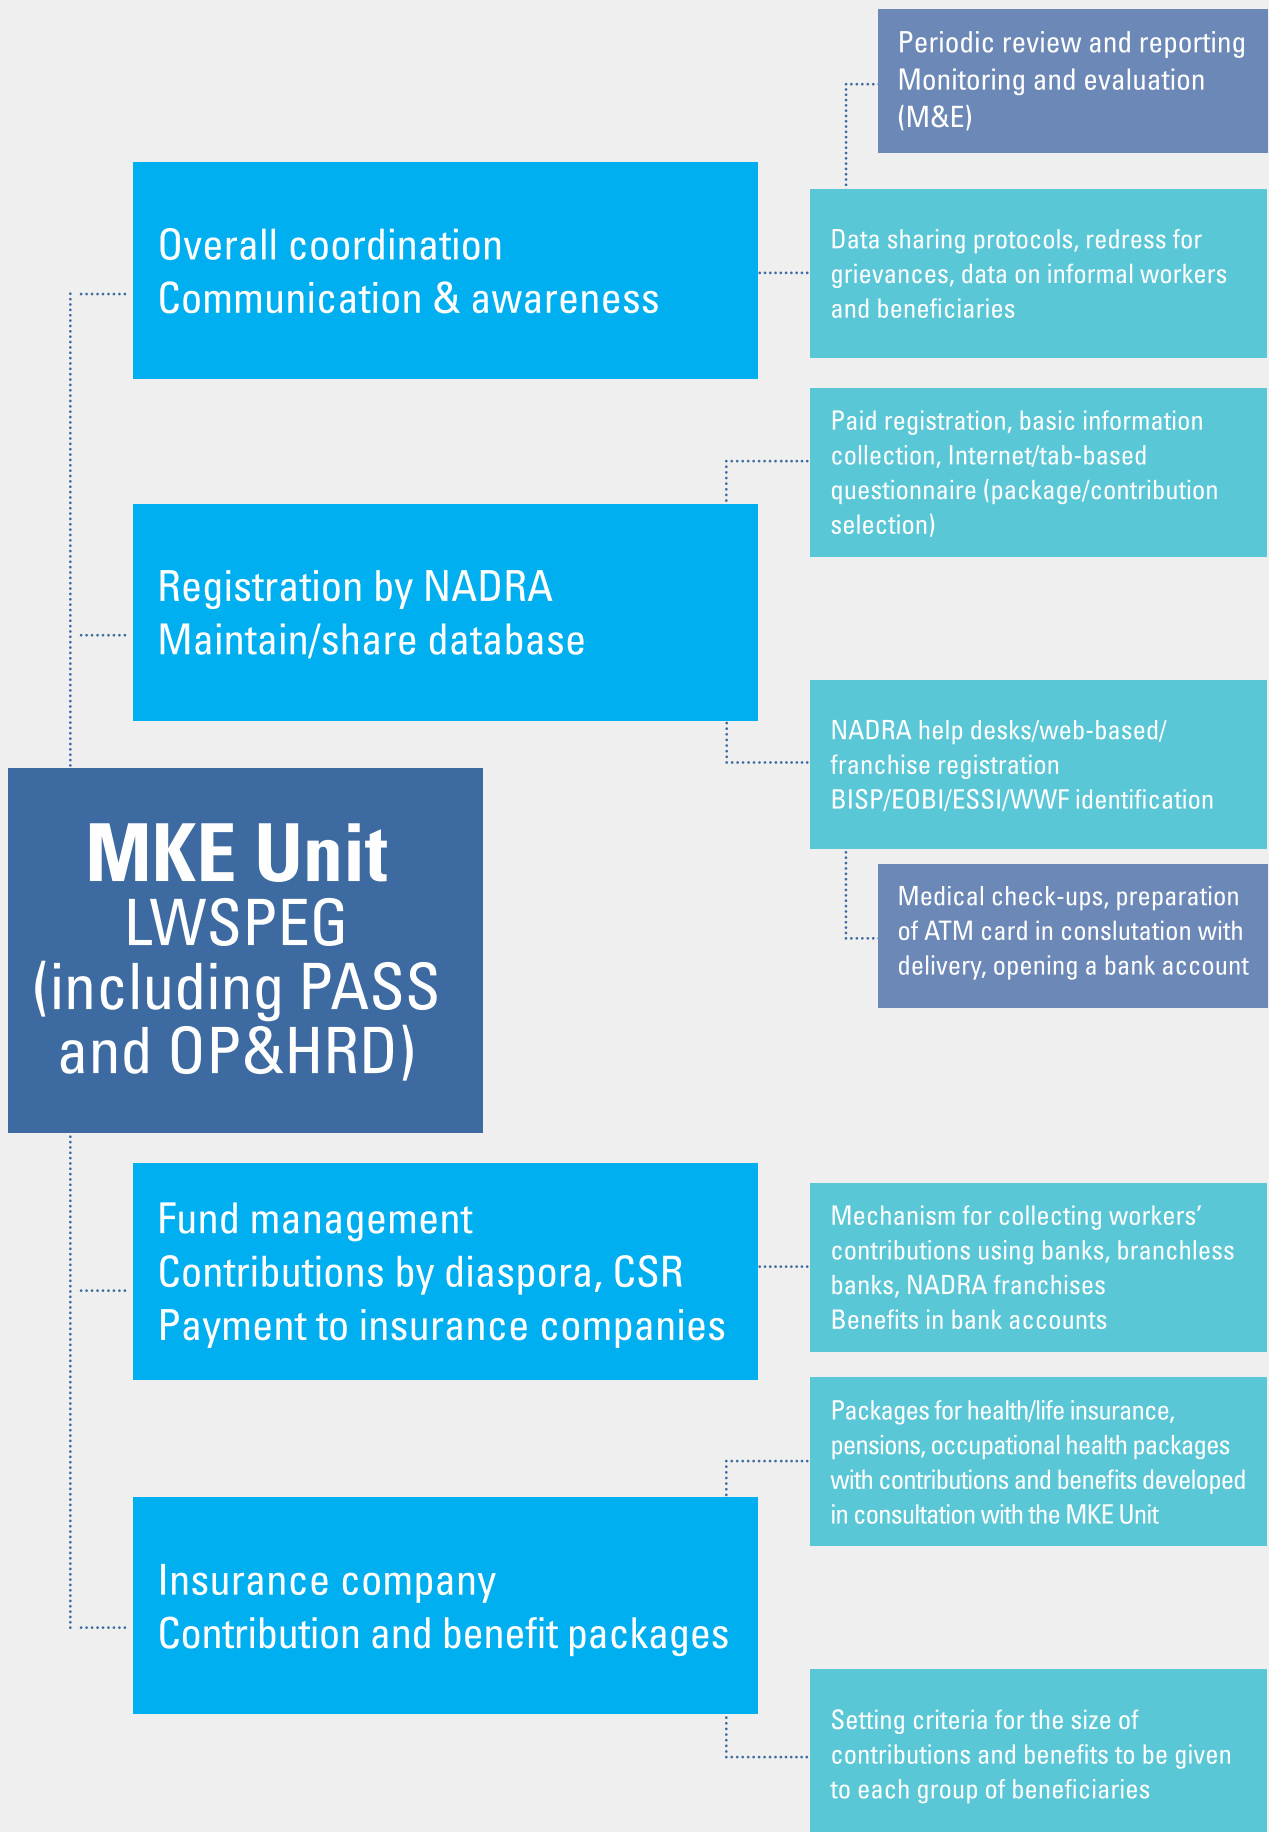 Periodic review and reporting
Monitoring and evaluation
(M&E)
Overall coordination
Communication & awareness
Data sharing protocols, redress for
grievances, data on informal workers
and beneficiaries
Paid registration, basic information
collection, Internet/tab-based
questionnaire (package/contribution
selection)
Registration by NADRA
Maintain/share database
NADRA help desks/web-based/
franchise registration
BISP/EOBI/ESSI/WWF identification
MKE Unit
LWSPEG
(including PASS
and OP&HRD)
Medical check-ups, preparation
of ATM card in conslutation with
delivery, opening a bank account
Fund management
Contributions by diaspora, CSR
Payment to insurance companies
Mechanism for collecting workers’
contributions using banks, branchless
banks, NADRA franchises
Benefits in bank accounts
Packages for health/life insurance,
pensions, occupational health packages
with contributions and benefits developed
in consultation with the MKE Unit
Insurance company
Contribution and benefit packages
Setting criteria for the size of
contributions and benefits to be given
to each group of beneficiaries